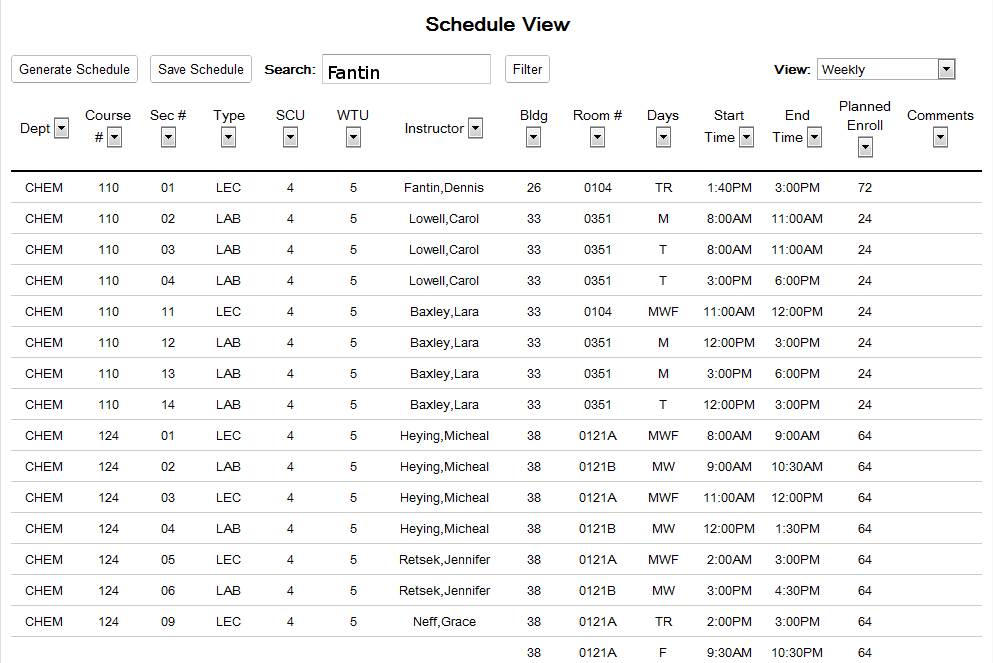 Schedule View
Generate Schedule Save Schedule Search: Fantin Filter View: Weekly
Dept Course # Sec # Type SCU WTU Instructor Bldg Room # Days Start Time End Time Planned Enroll Comments
CHEM 110 01 LEC 4 5 Fantin,Dennis 26 0104 TR 1:40PM 3:00PM 72
CHEM 110 02 LAB 4 5 Lowell,Carol 33 0351 M 8:00AM 11:00AM 24
CHEM 110 03 LAB 4 5 Lowell,Carol 33 0351 T 8:00AM 11:00AM 24
CHEM 110 04 LAB 4 5 Lowell,Carol 33 0351 T 3:00PM 6:00PM 24
CHEM 110 11 LEC 4 5 Baxley,Lara 33 0104 MWF 11:00AM 12:00PM 24
CHEM 110 12 LAB 4 5 Baxley,Lara 33 0351 M 12:00PM 3:00PM 24
CHEM 110 13 LAB 4 5 Baxley,Lara 33 0351 M 3:00PM 6:00PM 24
CHEM 110 14 LAB 4 5 Baxley,Lara 33 0351 T 12:00PM 3:00PM 24
CHEM 124 01 LEC 4 5 Heying,Micheal 38 0121A MWF 8:00AM 9:00AM 64
CHEM 124 02 LAB 4 5 Heying,Micheal 38 0121B MW 9:00AM 10:30AM 64
CHEM 124 03 LEC 4 5 Heying,Micheal 38 0121A MWF 11:00AM 12:00PM 64
CHEM 124 04 LAB 4 5 Heying,Micheal 38 0121B MW 12:00PM 1:30PM 64
CHEM 124 05 LEC 4 5 Retsek,Jennifer 38 0121A MWF 2:00AM 3:00PM 64
CHEM 124 06 LAB 4 5 Retsek,Jennifer 38 0121B MW 3:00PM 4:30PM 64
CHEM 124 09 LEC 4 5 Neff,Grace 38 0121A TR 2:00PM 3:00PM 64
38 0121A F 9:30AM 10:30PM 64